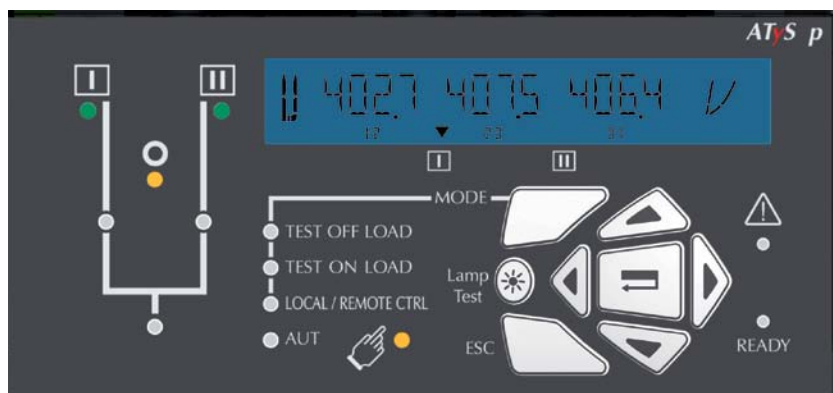 ATyS p
I II
U 402.7 407.5 406.4 V
12 23 31
I II
O
MODE
TEST OFF LOAD
TEST ON LOAD
Lamp
Test
LOCAL / REMOTE CTRL
AUT
ESC
READY